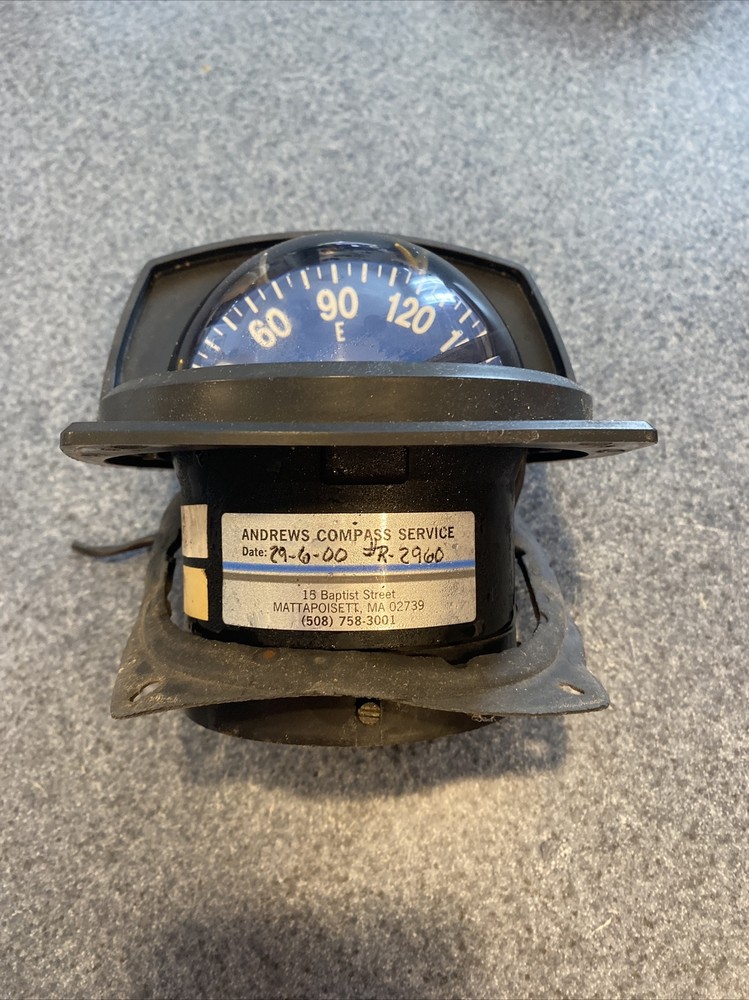 60 90 120 1
E
ANDREWS COMPASS SERVICE
Date: 29-6-00 #R-2960
15 Baptist Street
MATTAPOISETT, MA 02739
(508) 758-3001